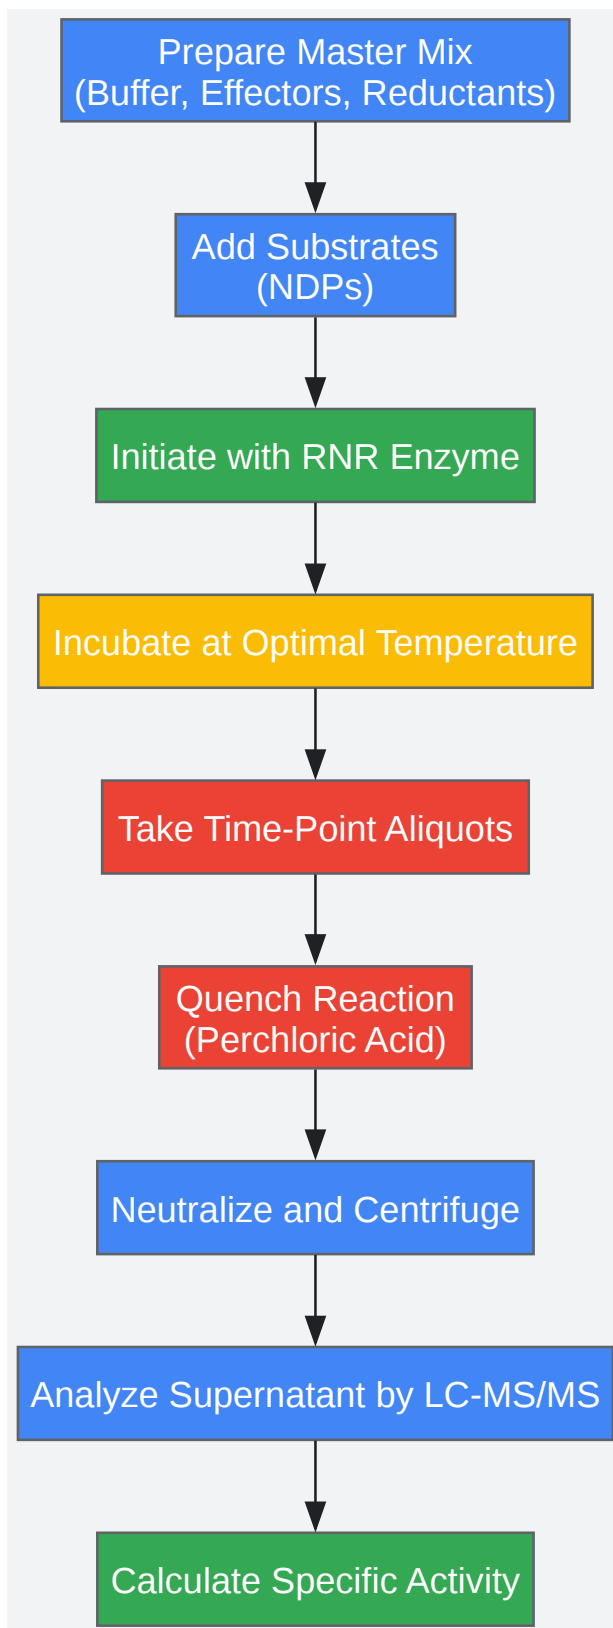 Prepare Master Mix
(Buffer, Effectors, Reductants)
Add Substrates
(NDPs)
Initiate with RNR Enzyme
Incubate at Optimal Temperature
Take Time-Point Aliquots
Quench Reaction
(Perchloric Acid)
Neutralize and Centrifuge
Analyze Supernatant by LC-MS/MS
Calculate Specific Activity